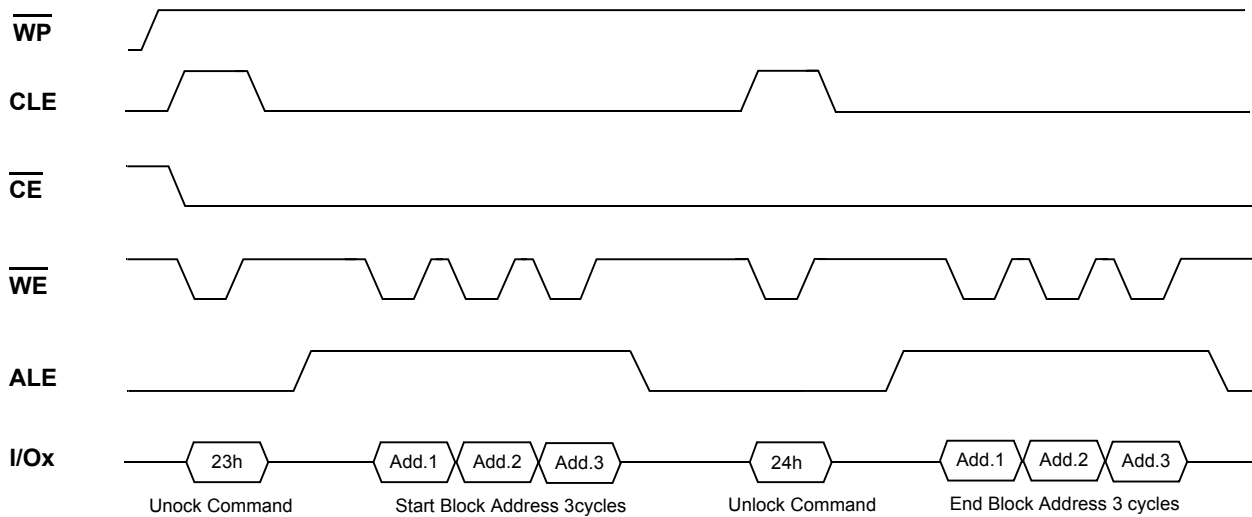 WP
CLE
CE
WE
ALE
I/Ox 23h Add.1 Add.2 Add.3 24h Add.1 Add.2 Add.3
Unock Command Start Block Address 3cycles Unlock Command End Block Address 3 cycles